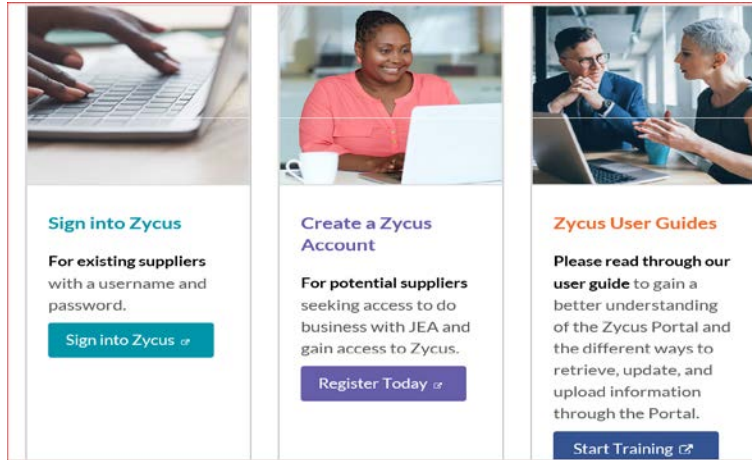 Sign into Zycus
For existing suppliers
with a username and
password.
Sign into Zycus
Create a Zycus
Account
For potential suppliers
seeking access to do
business with JEA and
gain access to Zycus.
Register Today
Zycus User Guides
Please read through our
user guide to gain a
better understanding
of the Zycus Portal and
the different ways to
retrieve, update, and
upload information
through the Portal.
Start Training